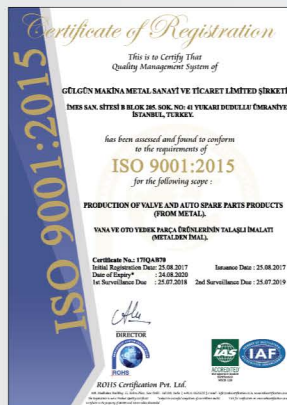 Certificate of Registration
This is to Certify That
Quality Management System of
GÜLGÜN MAKİNA METAL SANAYİ VE TİCARET LİMİTED ŞİRKETİ
İMES SAN. SİTESİ B BLOK 205. SOK. NO: 41 YUKARI DUDULLU ÜMRANİYE
İSTANBUL, TURKEY.
has been assessed and found to conform
to the requirements of
ISO 9001:2015
for the following scope :
PRODUCTION OF VALVE AND AUTO SPARE PARTS PRODUCTS
(FROM METAL).
VANA VE OTO YEDEK PARÇA ÜRÜNLERİNİN TALAŞLI İMALATI
(METALDEN İMAL).
Certificate No.: 17IQAB70
Initial Registration Date: 25.08.2017 Issuance Date : 25.08.2017
Date of Expiry* : 24.08.2020
1st Surveillance Due : 25.07.2018 2nd Surveillance Due : 25.07.2019
DIRECTOR
ROHS
IAS
ACCREDITED
IAF
ROHS Certification Pvt. Ltd.
ISO 9001:2015